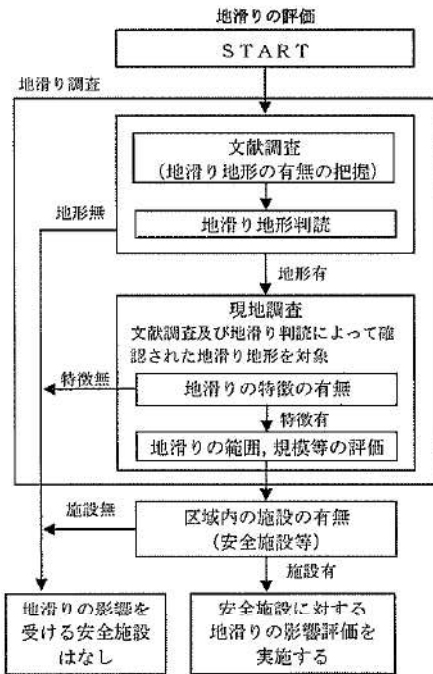 地滑りの評価
START
地滑り調査
文献調査
(地滑り地形の有無の把握)
地形無
地滑り地形判読
地形有
現地調査
文献調査及び地滑り判読によって確
認された地滑り地形を対象
特徴無
地滑りの特徴の有無
特徴有
地滑りの範囲,規模等の評価
施設無
区域内の施設の有無
(安全施設等)
施設有
地滑りの影響を
受ける安全施設
はなし
安全施設に対する
地滑りの影響評価を
実施する